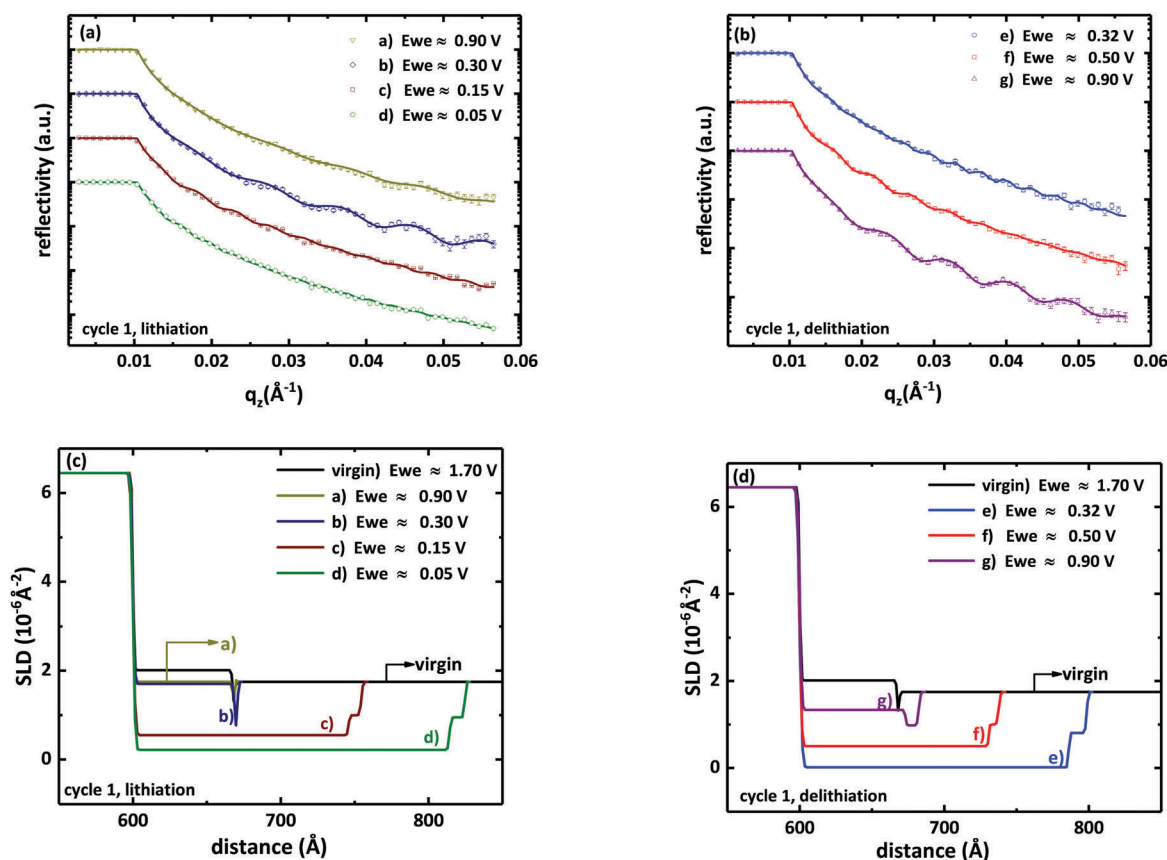 (a)
a) Ewe ≈ 0.90 V
b) Ewe ≈ 0.30 V
c) Ewe ≈ 0.15 V
d) Ewe ≈ 0.05 V
reflectivity (a.u.)
cycle 1, lithiation
0.01 0.0.02 0.03 0.04 0.05 0.06
q_z(Å⁻¹)
(b)
e) Ewe ≈ 0.32 V
f) Ewe ≈ 0.50 V
g) Ewe ≈ 0.90 V
reflectivity (a.u.)
cycle 1, delithiation
0.01 0.02 0.03 0.04 0.05 0.06
q_z(Å⁻¹)
(c)
virgin) Ewe ≈ 1.70 V
a) Ewe ≈ 0.90 V
b) Ewe ≈ 0.30 V
c) Ewe ≈ 0.15 V
d) Ewe ≈ 0.05 V
SLD (10⁻⁶Å⁻²)
6
4
2
0
a)
virgin
b)
c)
d)
cycle 1, lithiation
600 700 800
distance (Å)
(d)
virgin) Ewe ≈ 1.70 V
e) Ewe ≈ 0.32 V
f) Ewe ≈ 0.50 V
g) Ewe ≈ 0.90 V
SLD (10⁻⁶Å⁻²)
6
4
2
0
virgin
g)
f)
e)
cycle 1, delithiation
600 700 800
distance (Å)